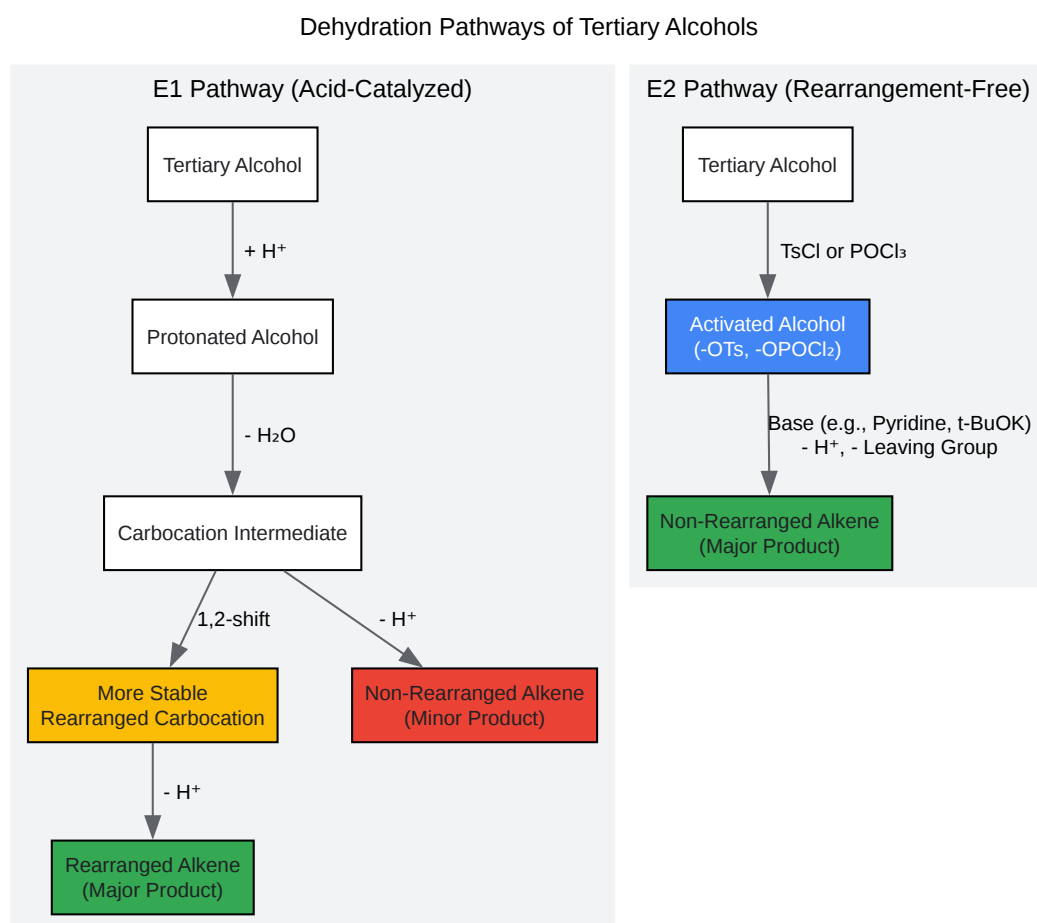 Dehydration Pathways of Tertiary Alcohols
E1 Pathway (Acid-Catalyzed)
Tertiary Alcohol
+ H⁺
Protonated Alcohol
- H₂O
Carbocation Intermediate
1,2-shift
- H⁺
More Stable
Rearranged Carbocation
Non-Rearranged Alkene
(Minor Product)
- H⁺
Rearranged Alkene
(Major Product)
E2 Pathway (Rearrangement-Free)
Tertiary Alcohol
TsCl or POCl₃
Activated Alcohol
(-OTs, -OPOCl₂)
Base (e.g., Pyridine, t-BuOK)
- H⁺, - Leaving Group
Non-Rearranged Alkene
(Major Product)